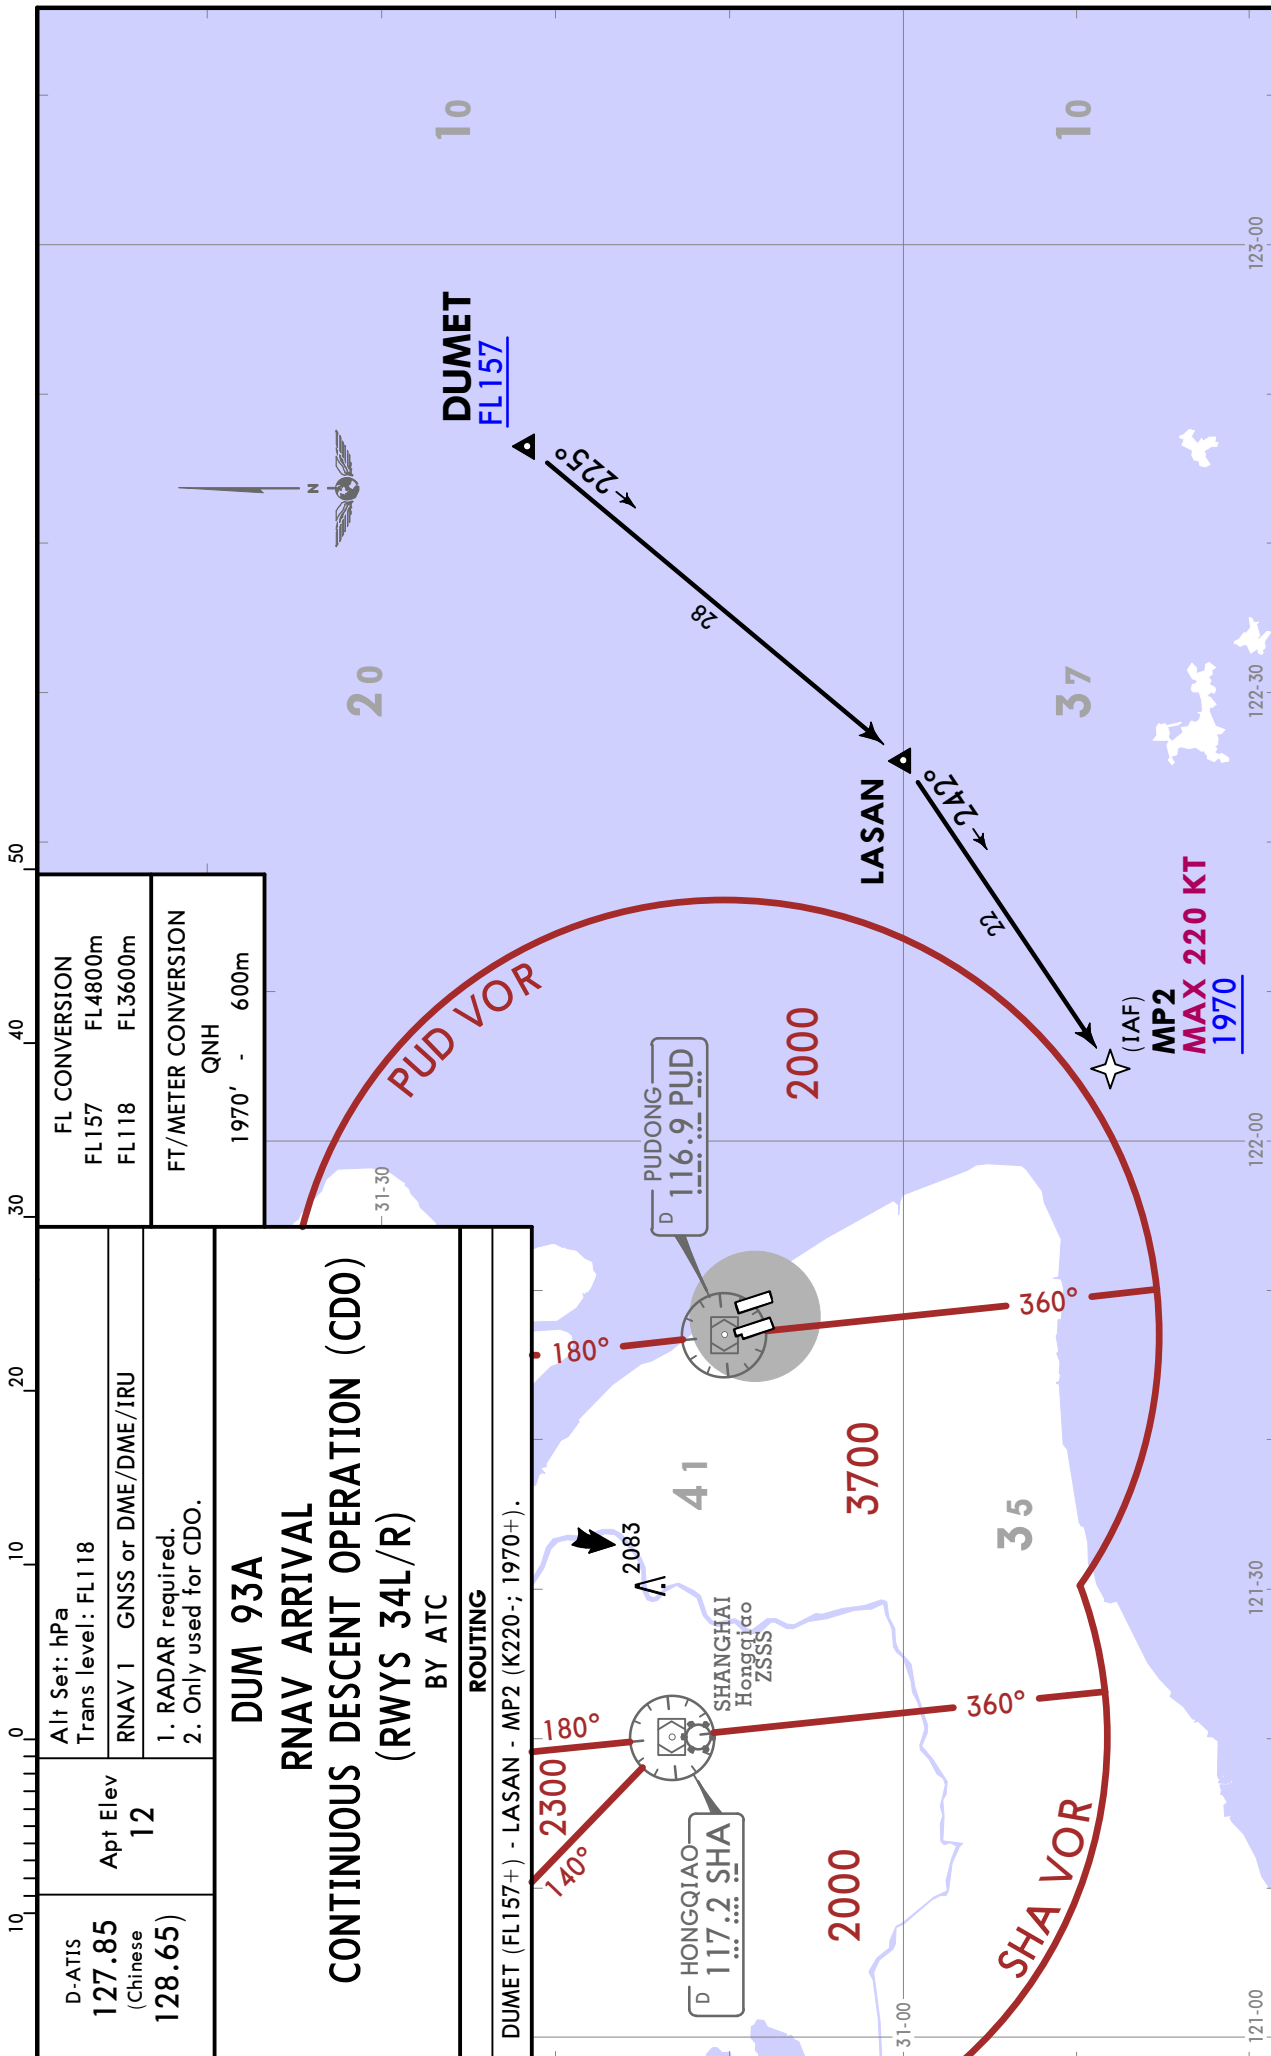 D-ATIS
127.85
(Chinese
128.65)
Apt Elev
12
Alt Set: hPa
Trans level: FL118
RNAV 1 GNSS or DME/DME/IRU
1. RADAR required.
2. Only used for CDO.
DUM 93A
RNAV ARRIVAL
CONTINUOUS DESCENT OPERATION (CDO)
(RWYS 34L/R)
BY ATC
ROUTING
DUMET (FL157+) - LASAN - MP2 (K220-; 1970+).
FL CONVERSION
FL157 FL4800m
FL118 FL3600m
FT/METER CONVERSION
QNH
1970' - 600m
10 0 10 20 30 40 50
10
20
10
37
41
35
N
DUMET
FL157
225°
28
LASAN
242°
22
(IAF)
MP2
MAX 220 KT
1970
PUD VOR
31-30
D PUDONG
116.9 PUD
2000
180°
360°
3700
2083
SHANGHAI
Hongqiao
ZSSS
180°
2300
140°
360°
D HONGQIAO
117.2 SHA
2000
SHA VOR
31-00
121-00
121-30
122-00
122-30
123-00